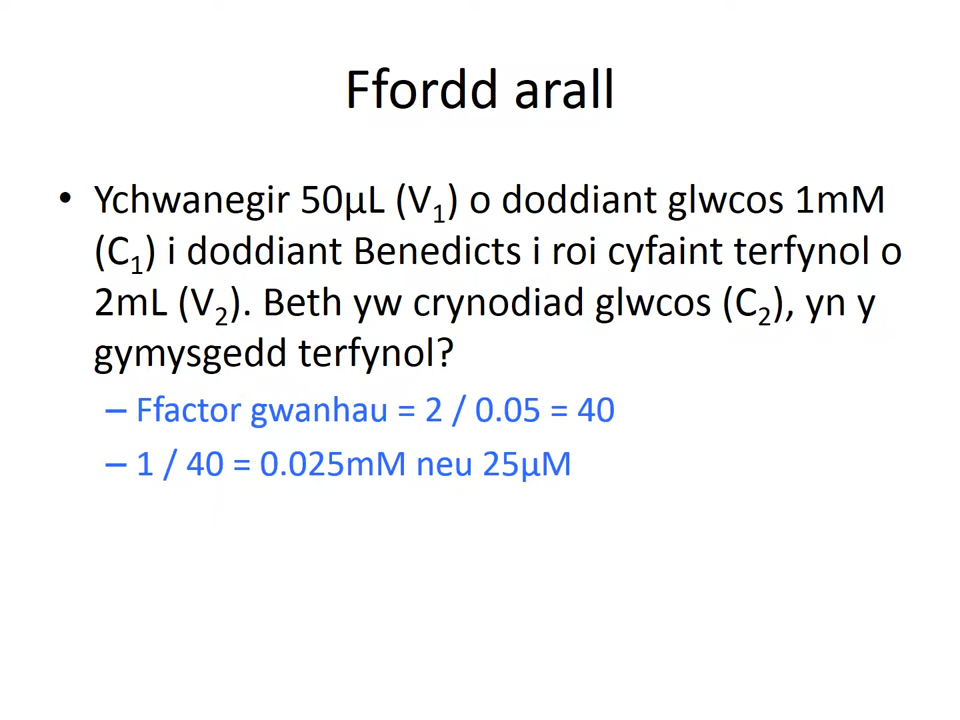 Ffordd arall
• Ychwanegir 50µL (V₁) o doddiant glwcos 1mM
(C₁) i doddiant Benedicts i roi cyfaint terfynol o
2mL (V₂). Beth yw crynodiad glwcos (C₂), yn y
gymysgedd terfynol?
– Ffactor gwanhau = 2 / 0.05 = 40
– 1 / 40 = 0.025mM neu 25µM